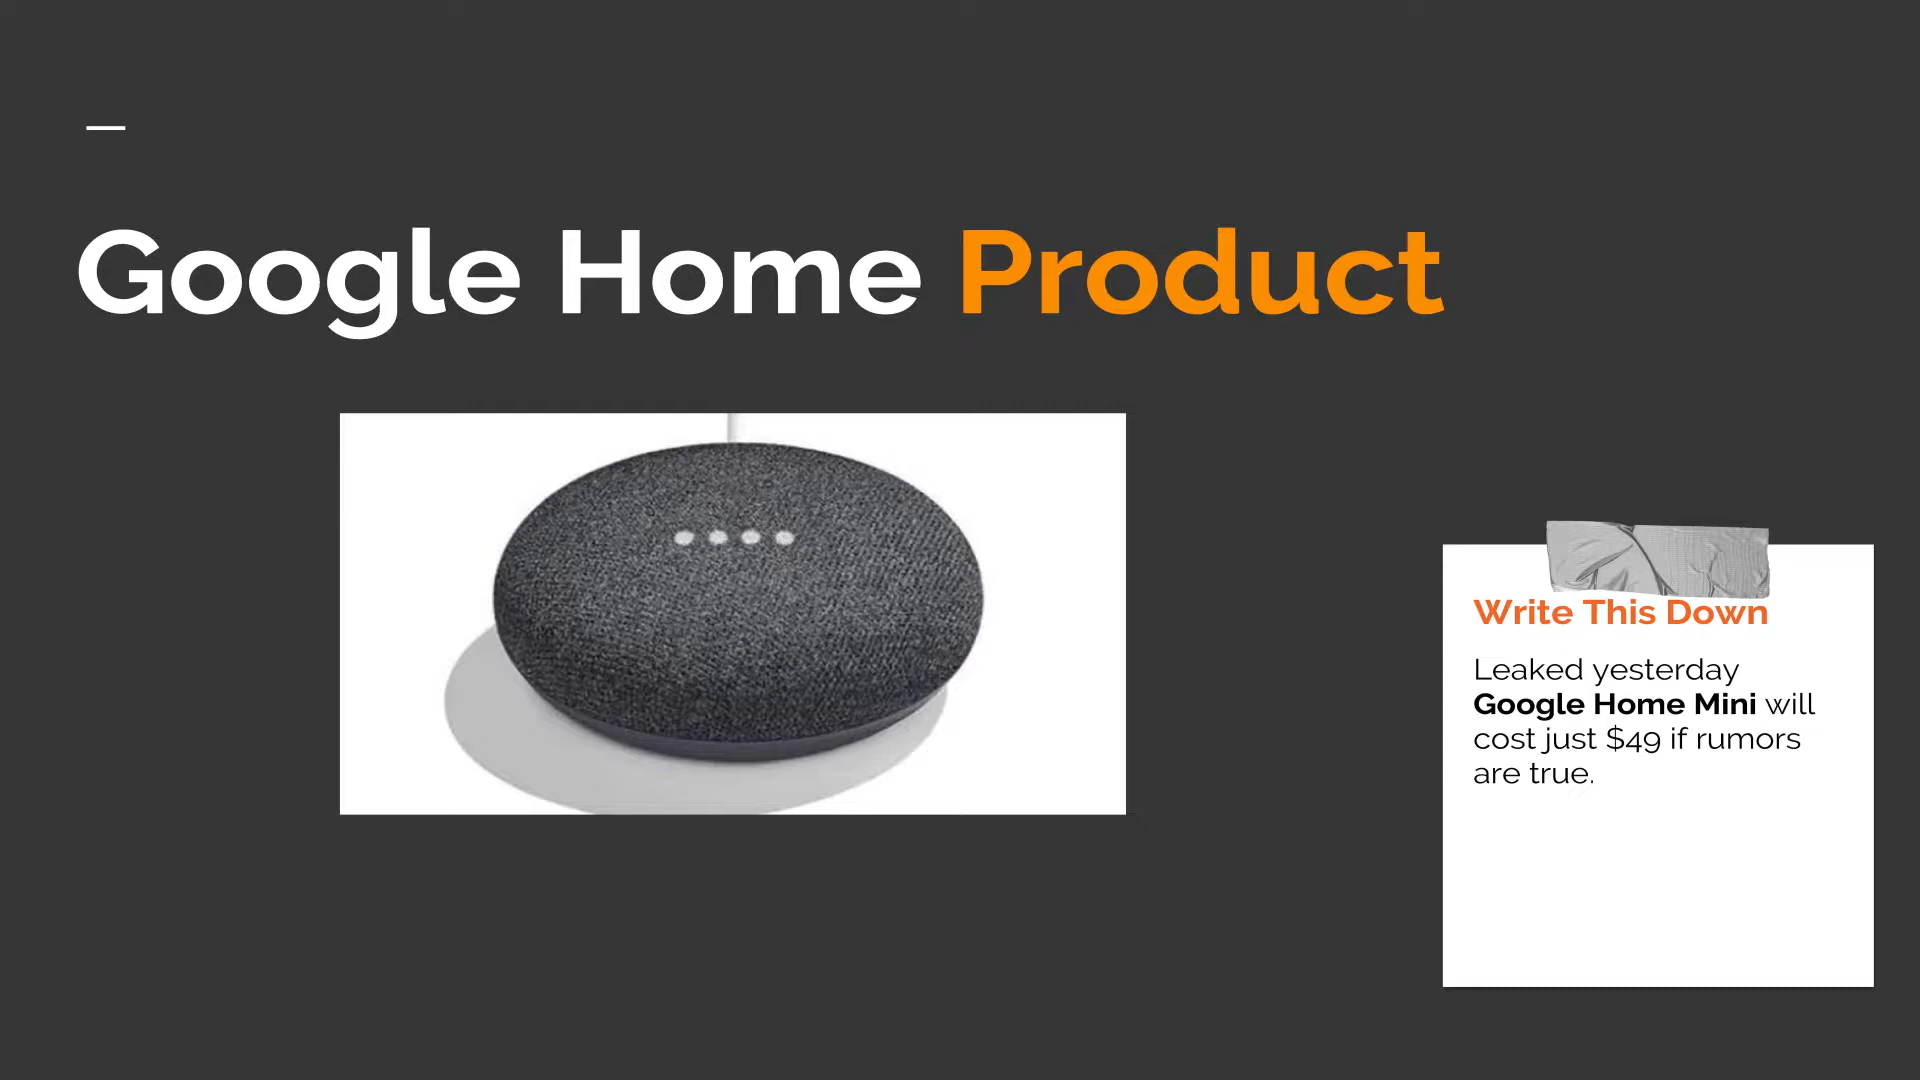 Google Home Product
Write This Down
Leaked yesterday
Google Home Mini will
cost just $49 if rumors
are true.